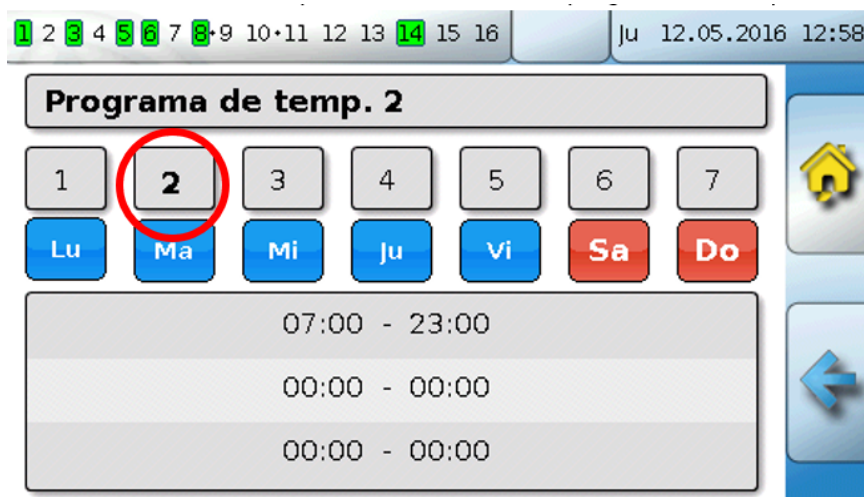 1 2 3 4 5 6 7 8•9 10•11 12 13 14 15 16 Ju 12.05.2016 12:58
Programa de temp. 2
1 2 3 4 5 6 7
Lu Ma Mi Ju Vi Sa Do
07:00 - 23:00
00:00 - 00:00
00:00 - 00:00